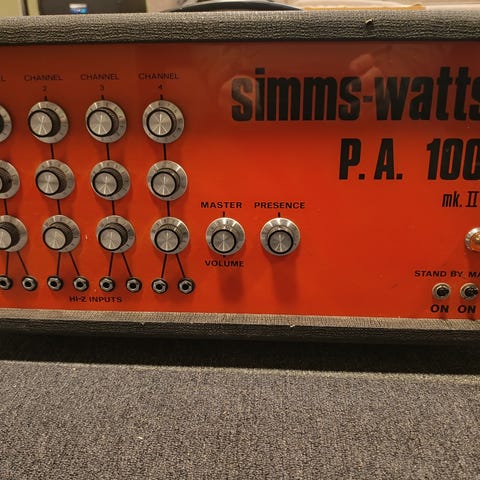 CHANNEL 2
CHANNEL 3
CHANNEL 4
simms-watts
P. A. 100
mk. II
MASTER
VOLUME
PRESENCE
HI-Z INPUTS
STAND BY
ON
ON